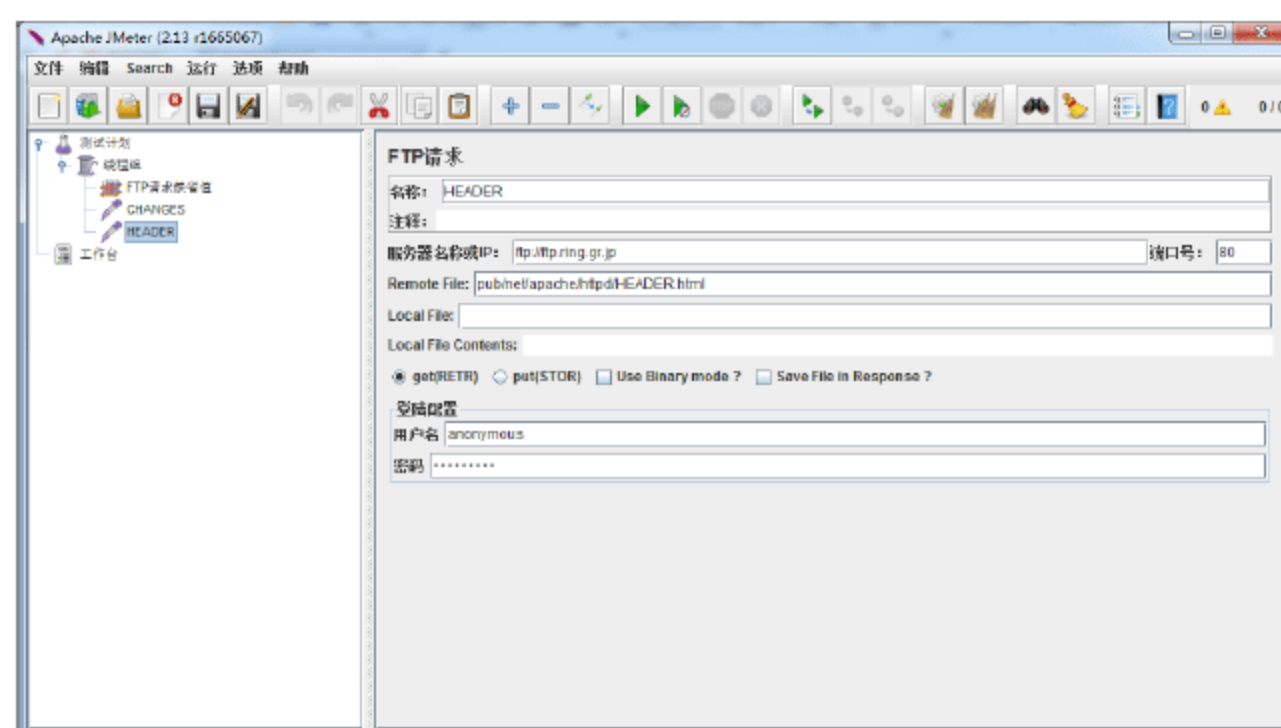 Apache JMeter (2.13 r1665067)
文件 编辑 Search 运行 选项 帮助
0 0 / 0
测试计划
线程组
FTP请求缺省值
CHANGES
HEADER
工作台
FTP请求
名称: HEADER
注释:
服务器名称或IP: ftp://ftp.ring.gr.jp 端口号: 80
Remote File: pub/net/apache/httpd/HEADER.html
Local File:
Local File Contents:
get(RETR) put(STOR) Use Binary mode ? Save File in Response ?
登陆配置
用户名 anonymous
密码 *********